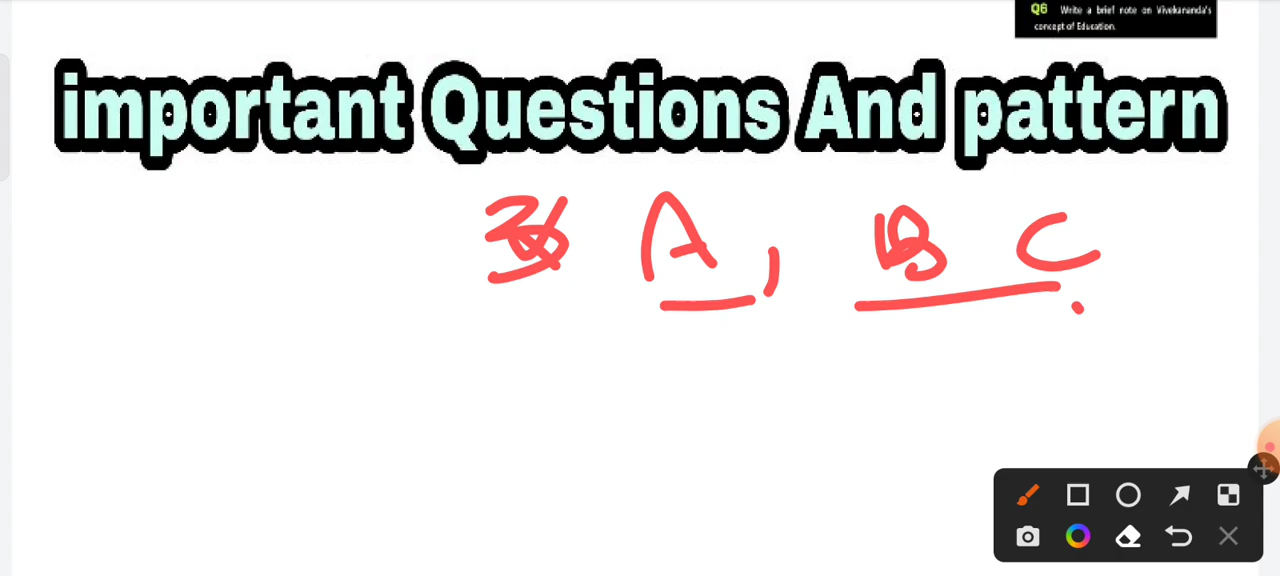 Q6 Write a brief note on Vivekananda's
concept of Education.
important Questions And pattern
A, B C